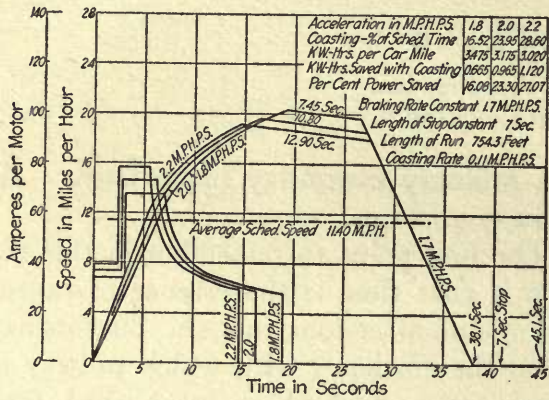 Acceleration in M.P.H.P.S. 1.8 2.0 2.2
Coasting-% of Sched. Time 16.52 23.95 28.60
KW-Hrs. per Car Mile 3.475 3.175 3.020
KW-Hrs. Saved with Coasting 0.665 0.965 1.120
Per Cent Power Saved 16.08 23.30 27.07
Braking Rate Constant 1.7 M.P.H.P.S.
Length of Stop Constant 7 Sec.
Length of Run 754.3 Feet
Coasting Rate 0.11 M.P.H.P.S.
7.45 Sec.
10.80
12.90 Sec.
2.2 M.P.H.P.S.
2.0
1.8 M.P.H.P.S.
1.7 M.P.H.P.S.
Average Sched. Speed 11.40 M.P.H.
2.2 M.P.H.P.S.
2.0
1.8 M.P.H.P.S.
38.1 Sec.
7 Sec. Stop
45.1 Sec.
Amperes per Motor
140
120
100
80
60
40
20
0
Speed in Miles per Hour
28
24
20
16
12
8
4
0
5 10 15 20 25 30 35 40 45
Time in Seconds